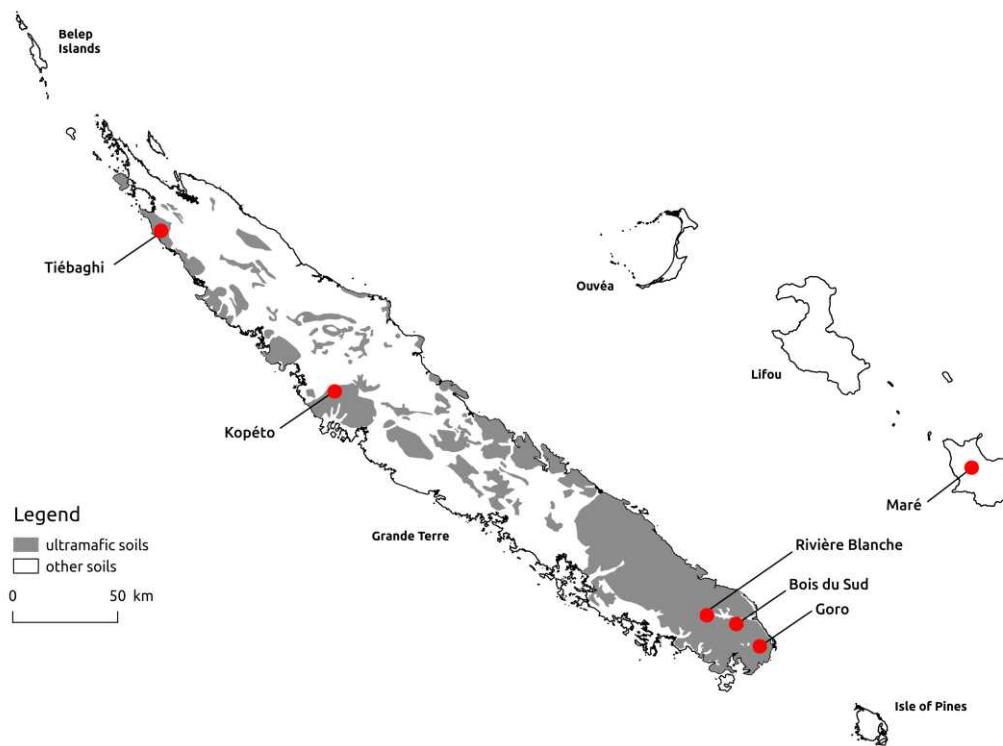 Belep
Islands
Tiébaghi
Ouvéa
Lifou
Kopéto
Maré
Legend
ultramafic soils
other soils
0 50 km
Grande Terre
Rivière Blanche
Bois du Sud
Goro
Isle of Pines